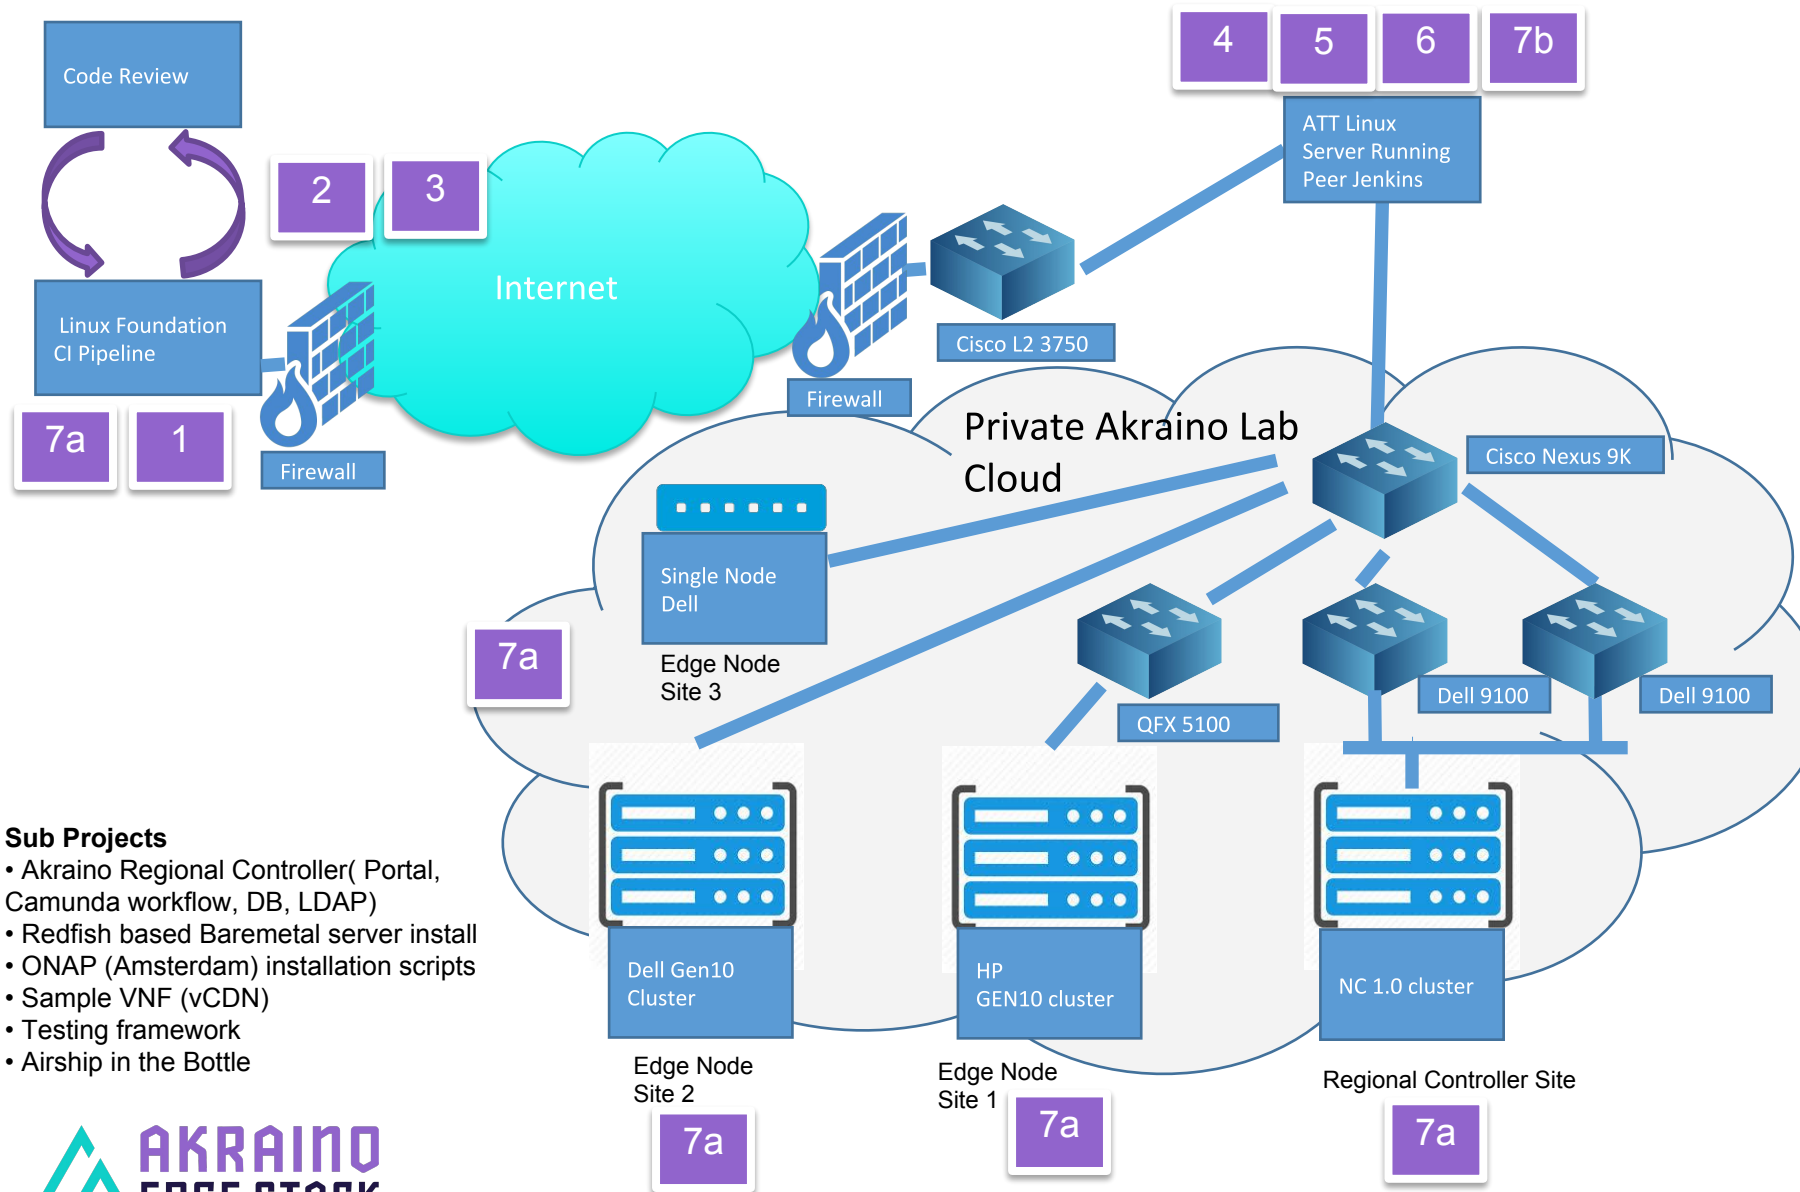 4
5
6
7b
Code Review
ATT Linux
Server Running
Peer Jenkins
2
3
Internet
Linux Foundation
CI Pipeline
Cisco L2 3750
Firewall
7a
1
Firewall
Private Akraino Lab
Cloud
Cisco Nexus 9K
Single Node
Dell
7a
Edge Node
Site 3
QFX 5100
Dell 9100
Dell 9100
Sub Projects
• Akraino Regional Controller( Portal,
Camunda workflow, DB, LDAP)
• Redfish based Baremetal server install
• ONAP (Amsterdam) installation scripts
• Sample VNF (vCDN)
• Testing framework
• Airship in the Bottle
Dell Gen10
Cluster
HP
GEN10 cluster
NC 1.0 cluster
Edge Node
Site 2
7a
Edge Node
Site 1
7a
Regional Controller Site
7a
AKRAINO
EDGE STACK